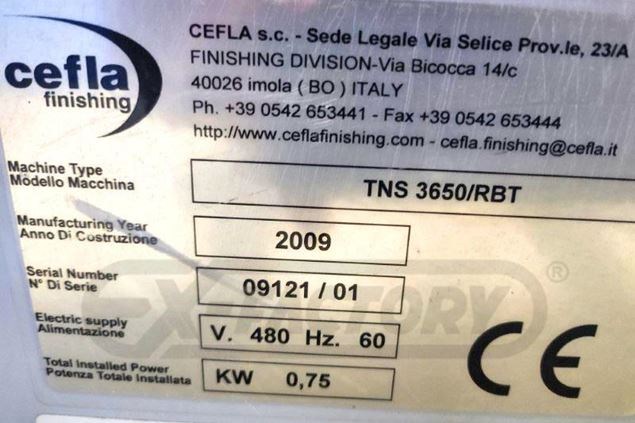 cefla
finishing
CEFLA s.c. - Sede Legale Via Selice Prov.le, 23/A
FINISHING DIVISION-Via Bicocca 14/c
40026 imola ( BO ) ITALY
Ph. +39 0542 653441 - Fax +39 0542 653444
http://www.ceflafinishing.com - cefla.finishing@cefla.it
Machine Type
Modello Macchina
TNS 3650/RBT
Manufacturing Year
Anno Di Costruzione
2009
Serial Number
N° Di Serie
09121 / 01
Electric supply
Alimentazione
V. 480 Hz. 60
Total Installed Power
Potenza Totale Installata
KW 0,75
CE
EX-FACTORY®